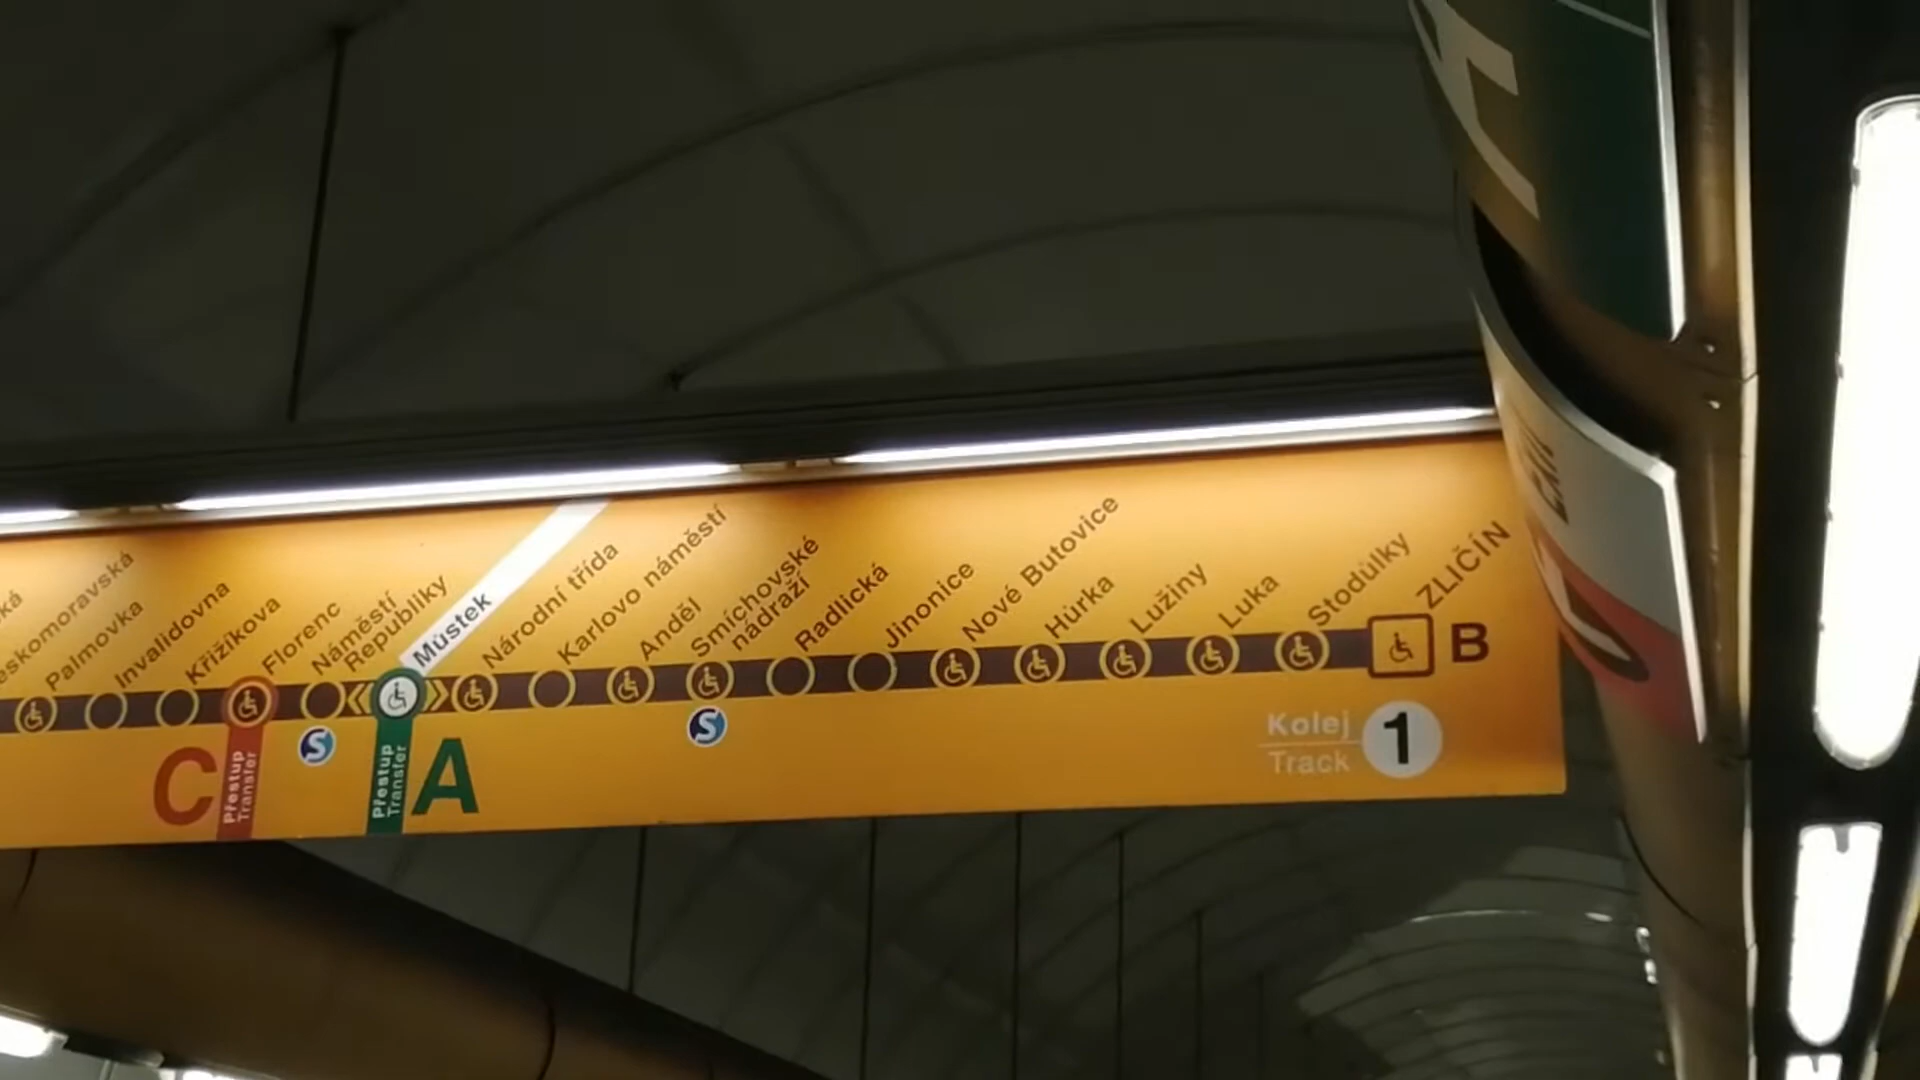 Palmovka
Invalidovna
Křižíkova
Florenc
Náměstí
Republiky
Můstek
Národní třída
Karlovo náměstí
Anděl
Smíchovské
nádraží
Radlická
Jinonice
Nové Butovice
Hůrka
Lužiny
Luka
Stodůlky
ZLIČÍN
B
C
Přestup
Transfer
S
Přestup
Transfer
A
S
Kolej
Track
1